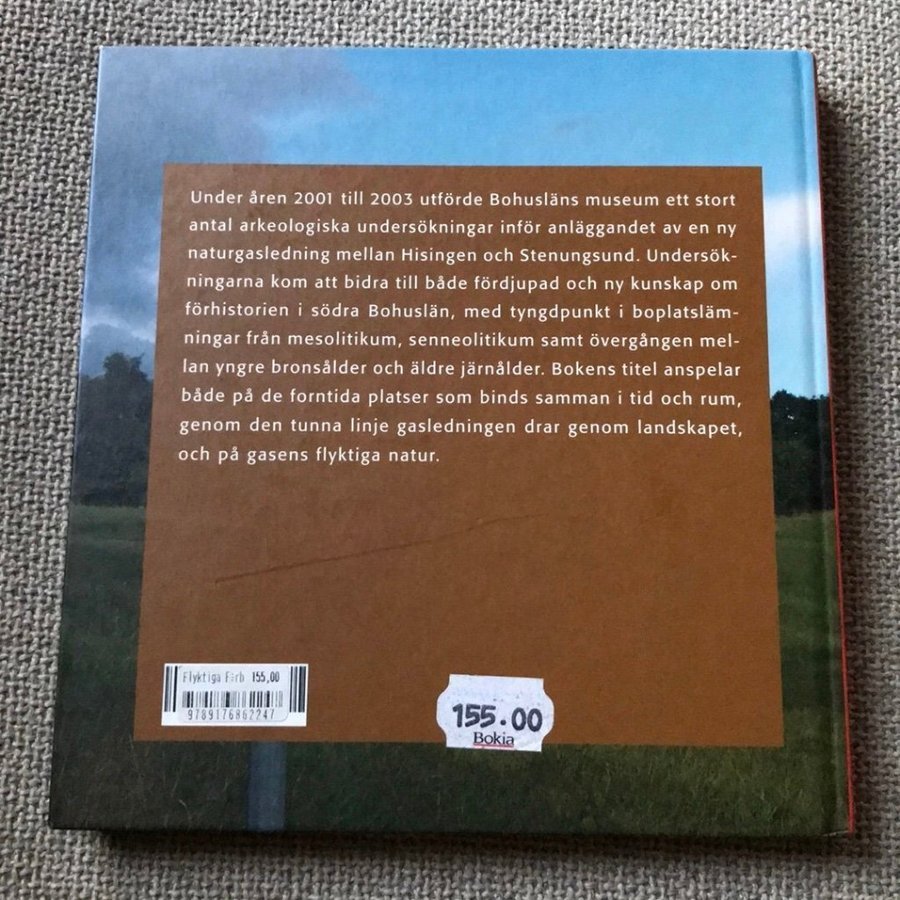 Under åren 2001 till 2003 utförde Bohusläns museum ett stort
antal arkeologiska undersökningar inför anläggandet av en ny
naturgasledning mellan Hisingen och Stenungsund. Undersök-
ningarna kom att bidra till både fördjupad och ny kunskap om
förhistorien i södra Bohuslän, med tyngdpunkt i boplatsläm-
ningar från mesolitikum, senneolitikum samt övergången mel-
lan yngre bronsålder och äldre järnålder. Bokens titel anspelar
både på de forntida platser som binds samman i tid och rum,
genom den tunna linje gasledningen drar genom landskapet,
och på gasens flyktiga natur.
Flyktiga 155,00
9789176862247
155.00
Bokia